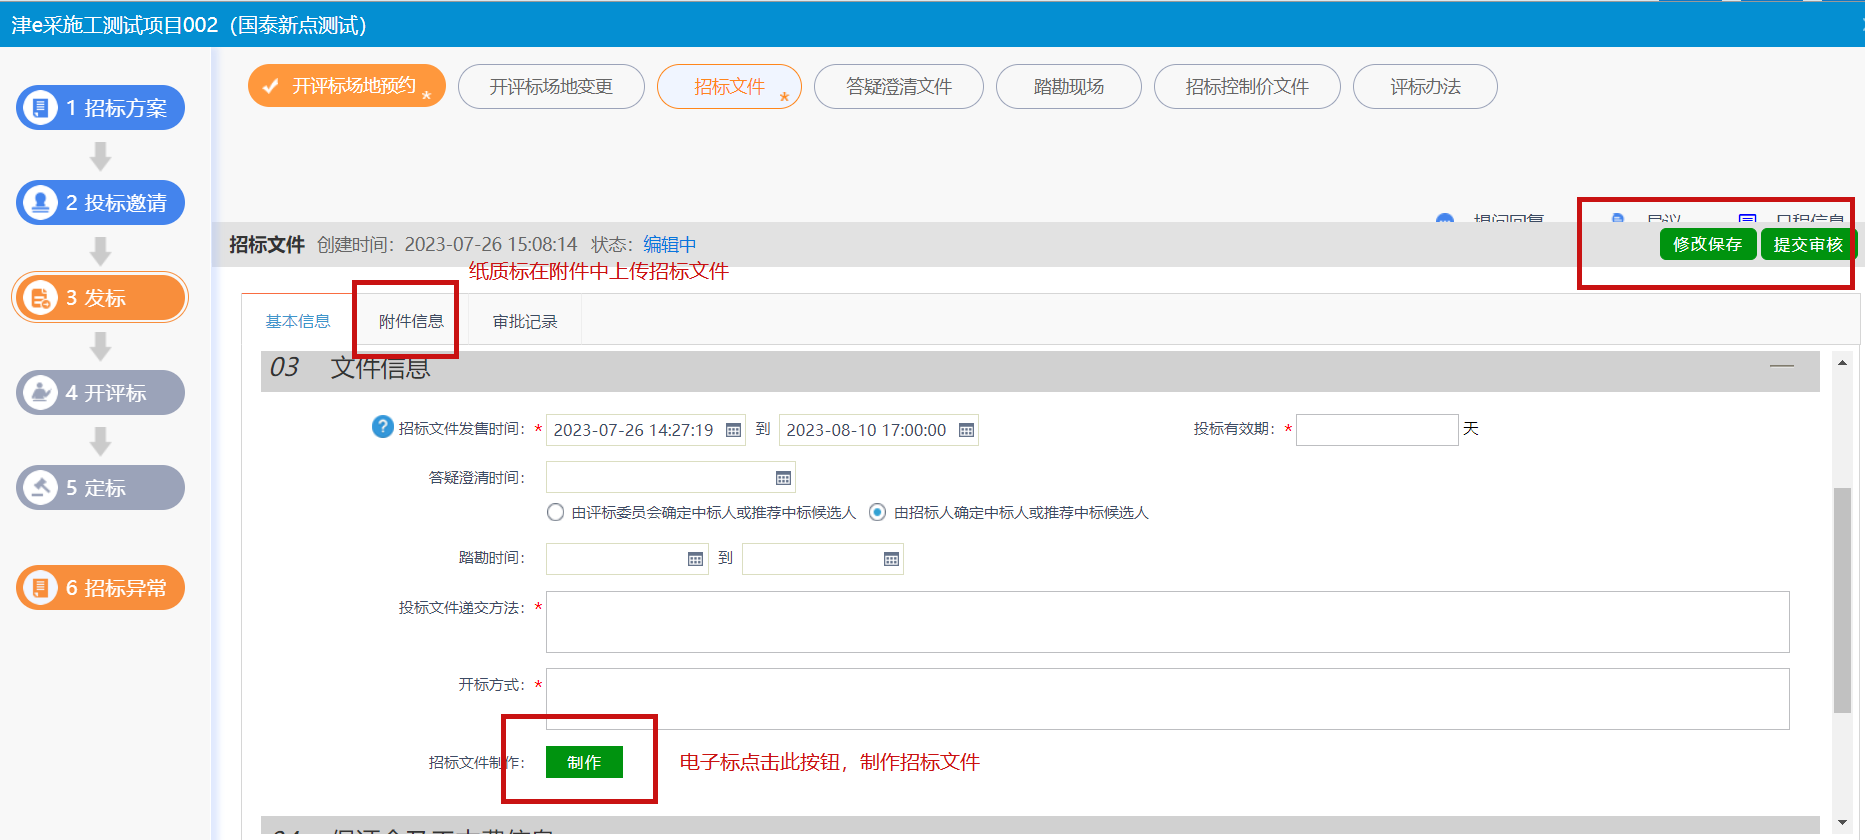 津e采施工测试项目002（国泰新点测试）
1 招标方案
2 投标邀请
3 发标
4 开评标
5 定标
6 招标异常
开评标场地预约 *
开评标场地变更
招标文件 *
答疑澄清文件
踏勘现场
招标控制价文件
评标办法
提问回复
异议
日程信息
招标文件 创建时间：2023-07-26 15:08:14 状态：编辑中
修改保存
提交审核
纸质标在附件中上传招标文件
基本信息
附件信息
审批记录
03 文件信息
招标文件发售时间：* 2023-07-26 14:27:19 到 2023-08-10 17:00:00 投标有效期：* 天
答疑澄清时间：
由评标委员会确定中标人或推荐中标候选人 由招标人确定中标人或推荐中标候选人
踏勘时间： 到
投标文件递交方法：*
开标方式：*
招标文件制作： 制作 电子标点击此按钮，制作招标文件